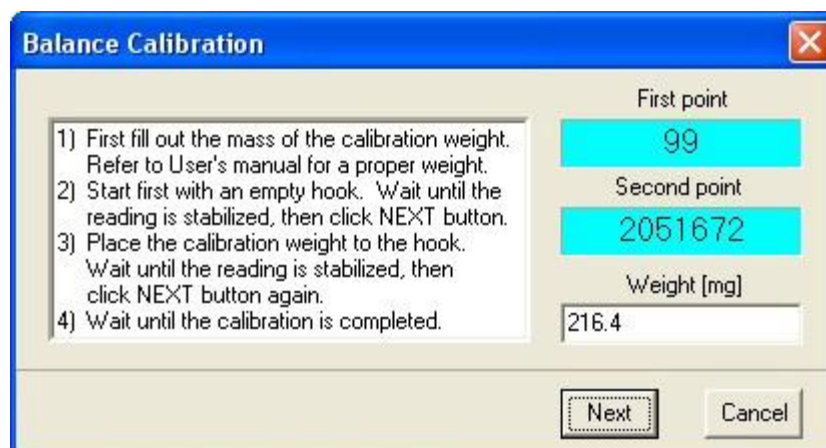 Balance Calibration
1) First fill out the mass of the calibration weight.
Refer to User's manual for a proper weight.
2) Start first with an empty hook. Wait until the
reading is stabilized, then click NEXT button.
3) Place the calibration weight to the hook.
Wait until the reading is stabilized, then
click NEXT button again.
4) Wait until the calibration is completed.
First point
99
Second point
2051672
Weight [mg]
216.4
Next
Cancel